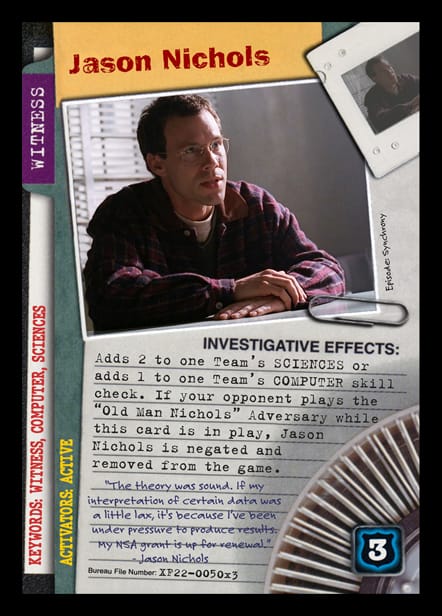 Jason Nichols
WITNESS
Episode: Synchrony
KEYWORDS: WITNESS, COMPUTER, SCIENCES
ACTIVATORS: ACTIVE
INVESTIGATIVE EFFECTS:
Adds 2 to one Team's SCIENCES or
adds 1 to one Team's COMPUTER skill
check. If your opponent plays the
"Old Man Nichols" Adversary while
this card is in play, Jason
Nichols is negated and
removed from the game.
"The theory was sound. If my
interpretation of certain data was
a little lax, it's because I've been
under pressure to produce results.
My NSA grant is up for renewal."
- Jason Nichols
Bureau File Number: XF22-0050x3
3